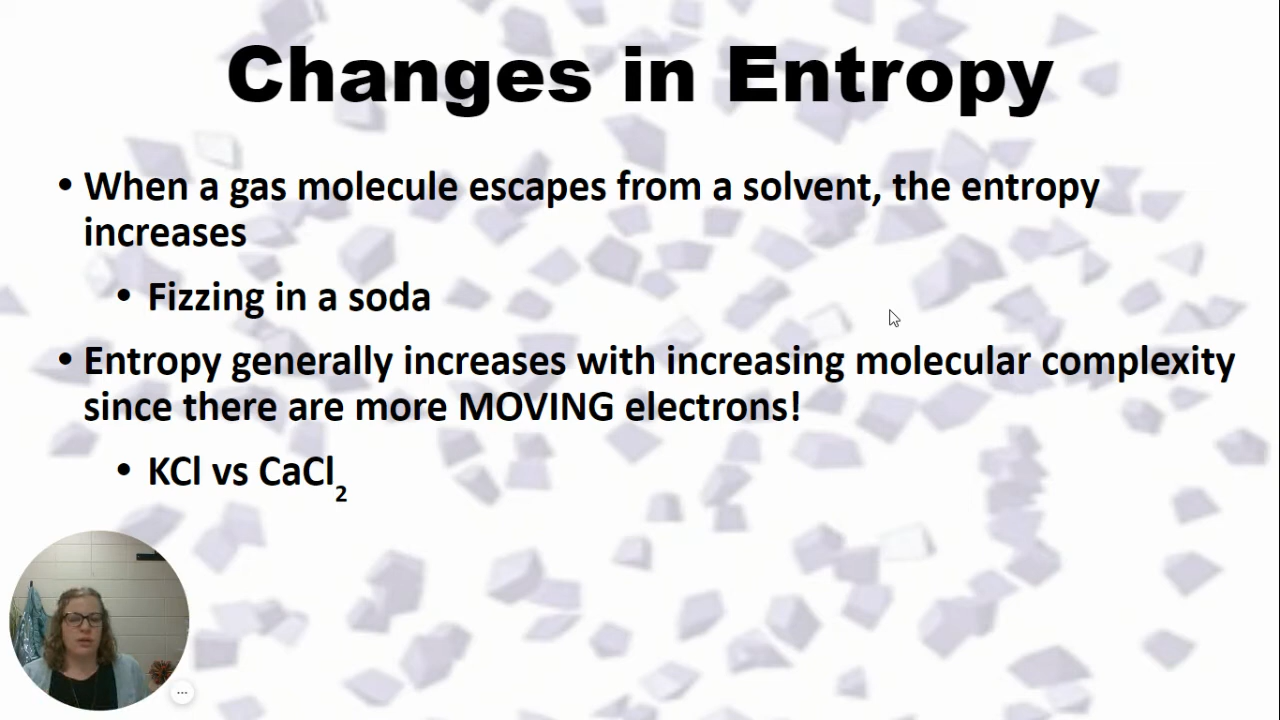 Changes in Entropy
• When a gas molecule escapes from a solvent, the entropy
increases
• Fizzing in a soda
• Entropy generally increases with increasing molecular complexity
since there are more MOVING electrons!
• KCl vs CaCl₂